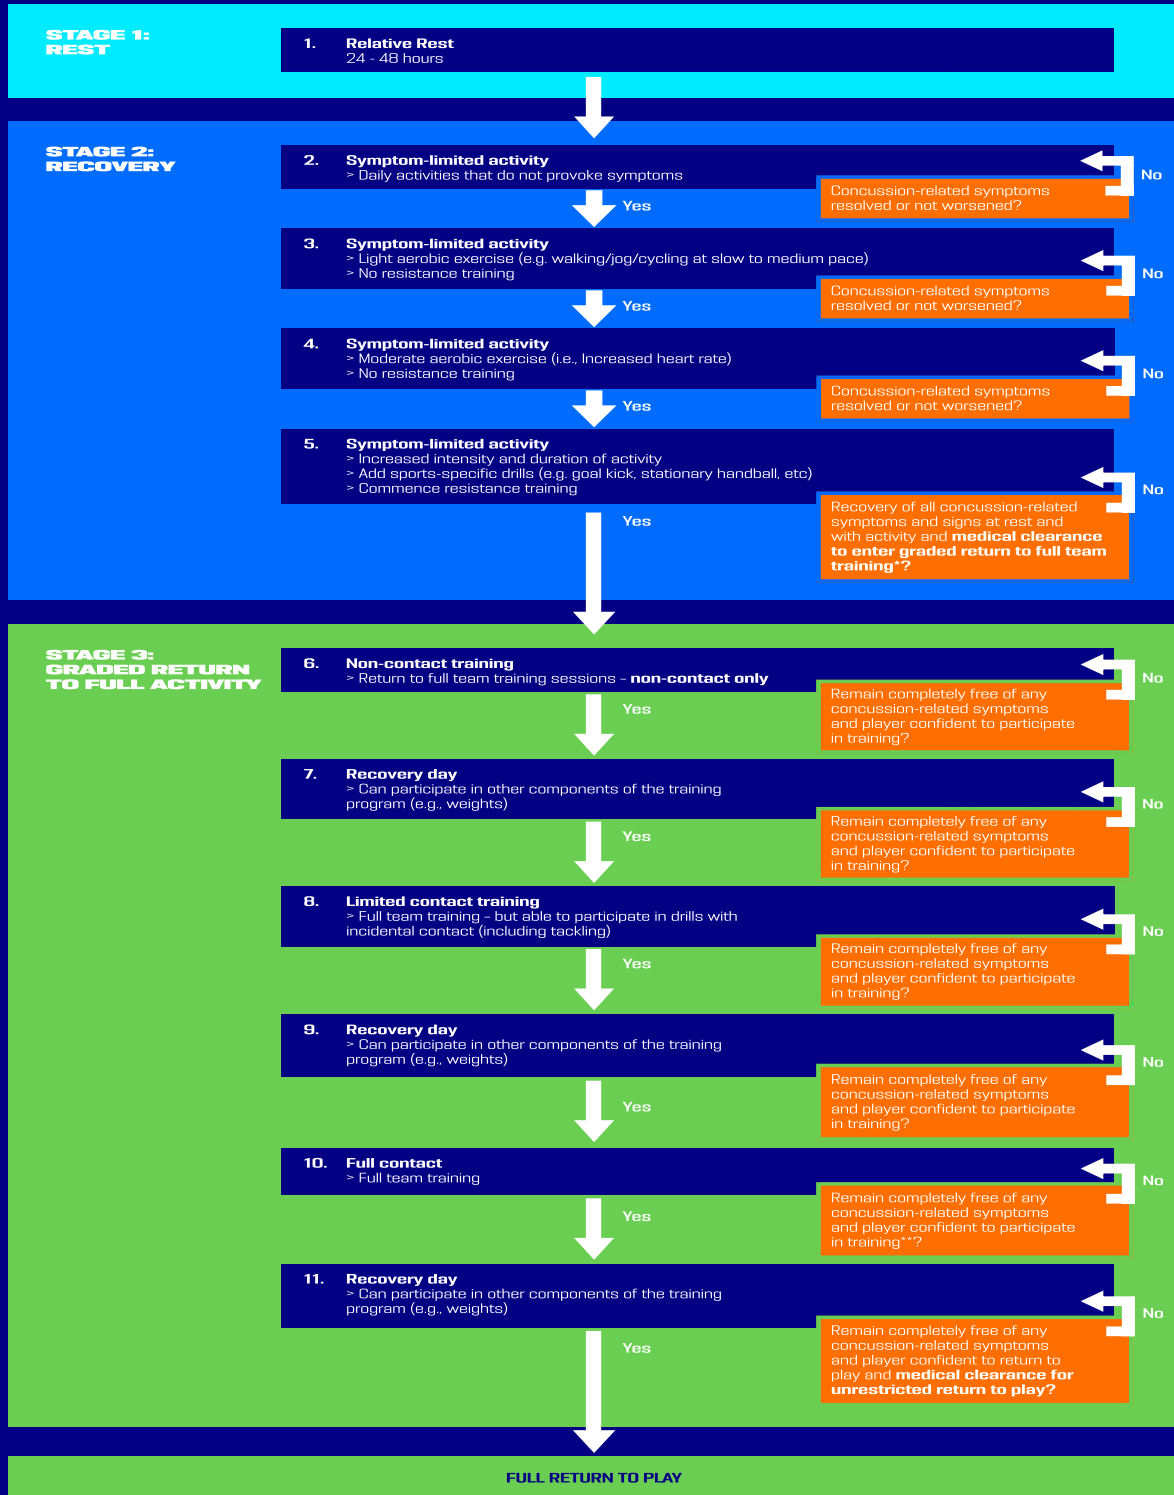 STAGE 1:
REST
1. Relative Rest
24 - 48 hours
STAGE 2:
RECOVERY
2. Symptom-limited activity
> Daily activities that do not provoke symptoms
No
Concussion-related symptoms
resolved or not worsened?
Yes
3. Symptom-limited activity
> Light aerobic exercise (e.g. walking/jog/cycling at slow to medium pace)
> No resistance training
No
Concussion-related symptoms
resolved or not worsened?
Yes
4. Symptom-limited activity
> Moderate aerobic exercise (i.e., Increased heart rate)
> No resistance training
No
Concussion-related symptoms
resolved or not worsened?
Yes
5. Symptom-limited activity
> Increased intensity and duration of activity
> Add sports-specific drills (e.g. goal kick, stationary handball, etc)
> Commence resistance training
No
Recovery of all concussion-related
symptoms and signs at rest and
with activity and medical clearance
to enter graded return to full team
training*?
Yes
STAGE 3:
GRADED RETURN
TO FULL ACTIVITY
6. Non-contact training
> Return to full team training sessions – non-contact only
No
Remain completely free of any
concussion-related symptoms
and player confident to participate
in training?
Yes
7. Recovery day
> Can participate in other components of the training
program (e.g., weights)
No
Remain completely free of any
concussion-related symptoms
and player confident to participate
in training?
Yes
8. Limited contact training
> Full team training – but able to participate in drills with
incidental contact (including tackling)
No
Remain completely free of any
concussion-related symptoms
and player confident to participate
in training?
Yes
9. Recovery day
> Can participate in other components of the training
program (e.g., weights)
No
Remain completely free of any
concussion-related symptoms
and player confident to participate
in training?
Yes
10. Full contact
> Full team training
No
Remain completely free of any
concussion-related symptoms
and player confident to participate
in training**?
Yes
11. Recovery day
> Can participate in other components of the training
program (e.g., weights)
No
Remain completely free of any
concussion-related symptoms
and player confident to return to
play and medical clearance for
unrestricted return to play?
Yes
FULL RETURN TO PLAY